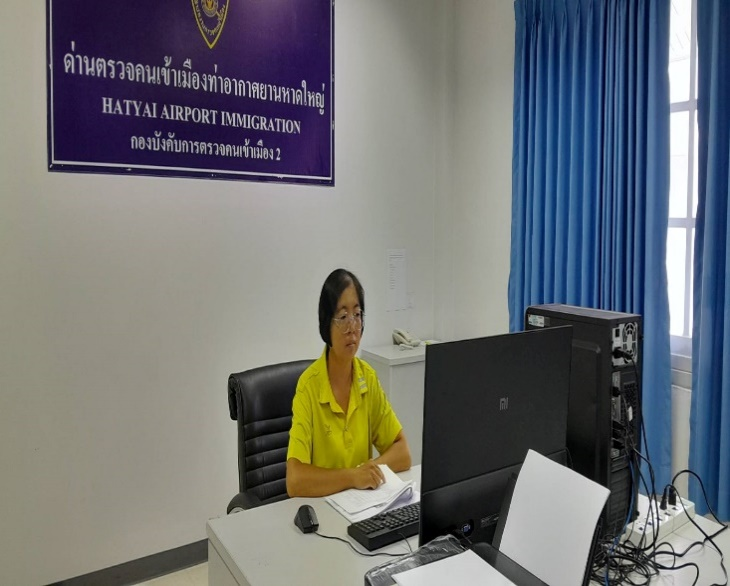 ด่านตรวจคนเข้าเมืองท่าอากาศยานหาดใหญ่
HATYAI AIRPORT IMMIGRATION
กองบังคับการตรวจคนเข้าเมือง 2
mi